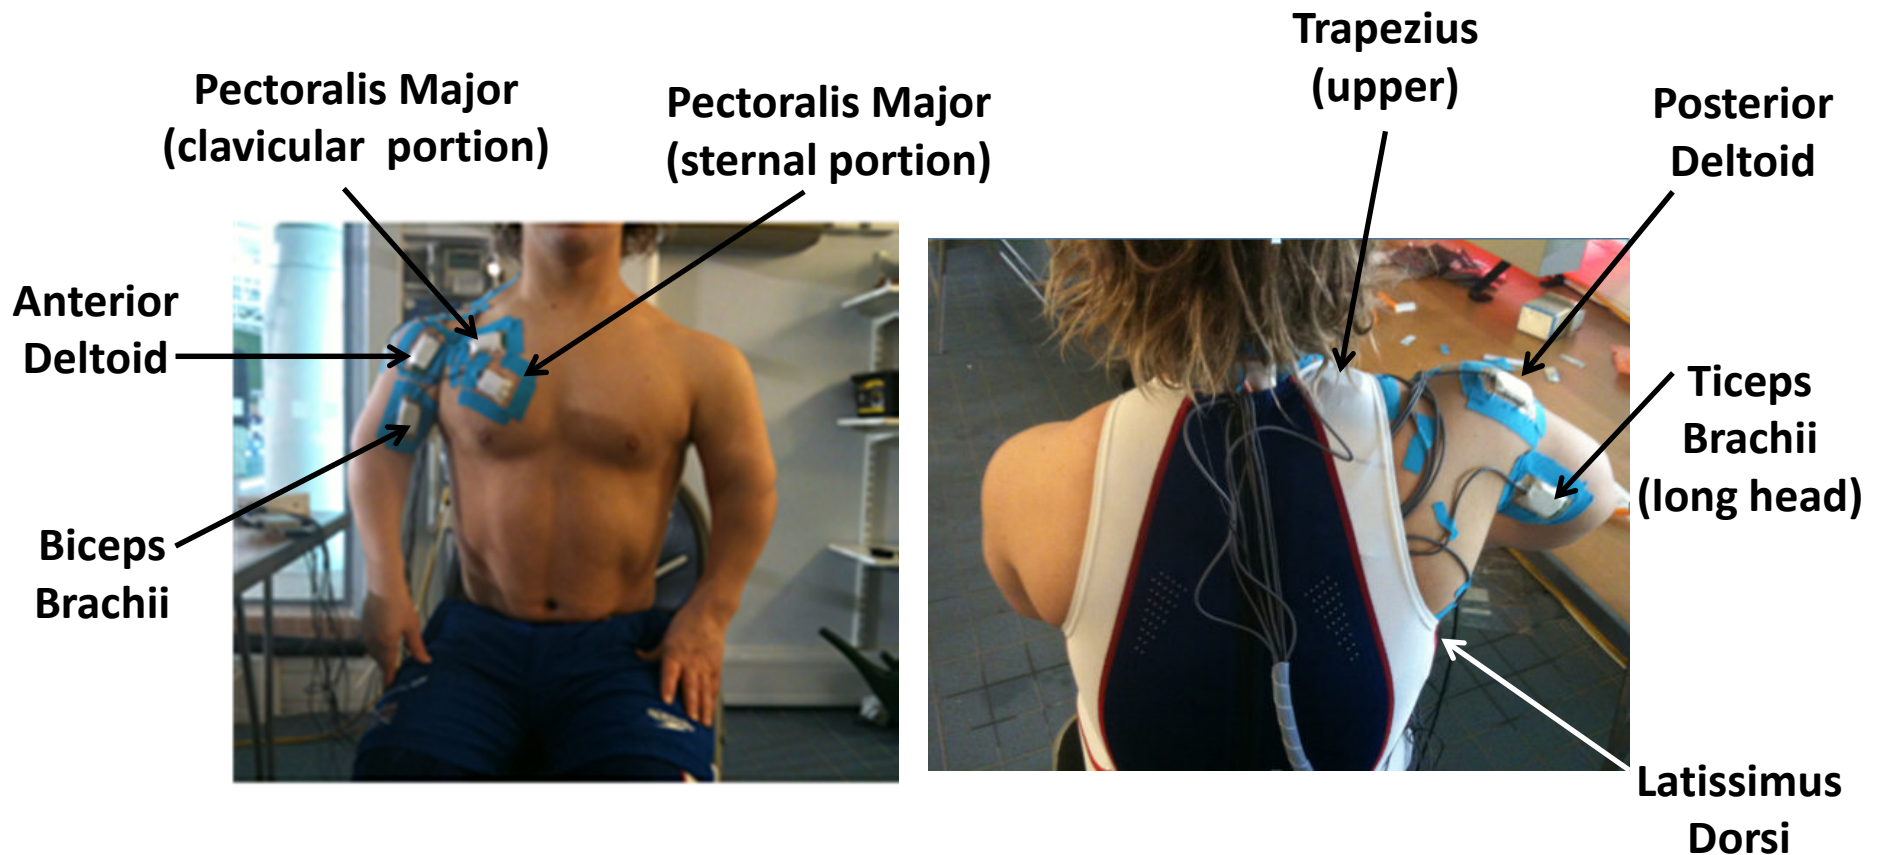 Pectoralis Major
(clavicular portion)
Pectoralis Major
(sternal portion)
Anterior
Deltoid
Biceps
Brachii
Trapezius
(upper)
Posterior
Deltoid
Ticeps
Brachii
(long head)
Latissimus
Dorsi